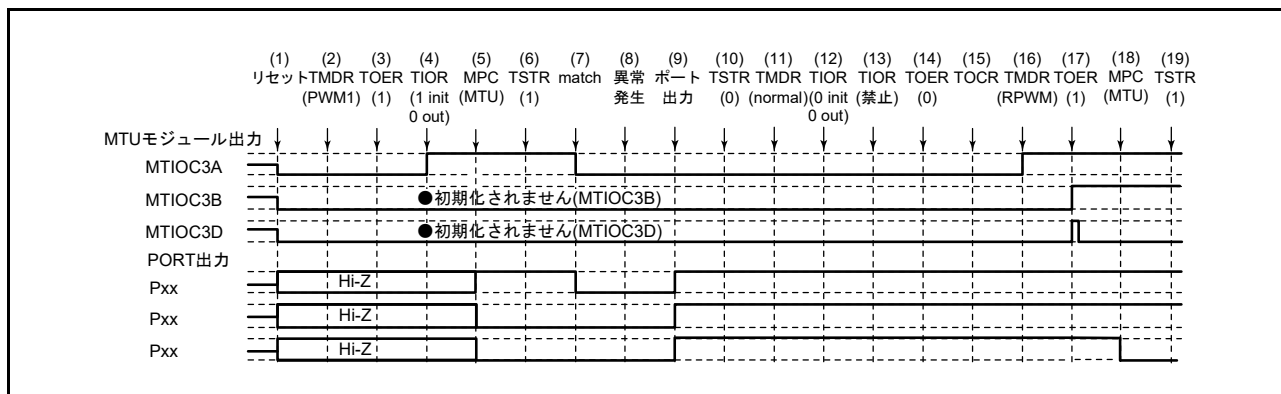 (1) (2) (3) (4) (5) (6) (7) (8) (9) (10) (11) (12) (13) (14) (15) (16) (17) (18) (19)
リセット TMDR TOER TIOR MPC TSTR match 異常 ポート TSTR TMDR TIOR TIOR TOER TOCR TMDR TOER MPC TSTR
(PWM1) (1) (1 init (MTU) (1) 発生 出力 (0) (normal) (0 init (禁止) (0) (RPWM) (1) (MTU) (1)
0 out) 0 out)
MTUモジュール出力
MTIOC3A
MTIOC3B ●初期化されません(MTIOC3B)
MTIOC3D ●初期化されません(MTIOC3D)
PORT出力
Pxx Hi-Z
Pxx Hi-Z
Pxx Hi-Z